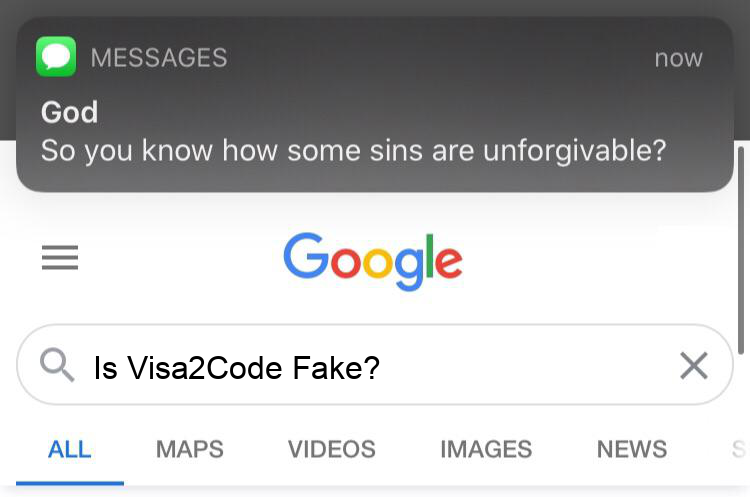 MESSAGES now
God
So you know how some sins are unforgivable?
Google
Is Visa2Code Fake?
ALL MAPS VIDEOS IMAGES NEWS S